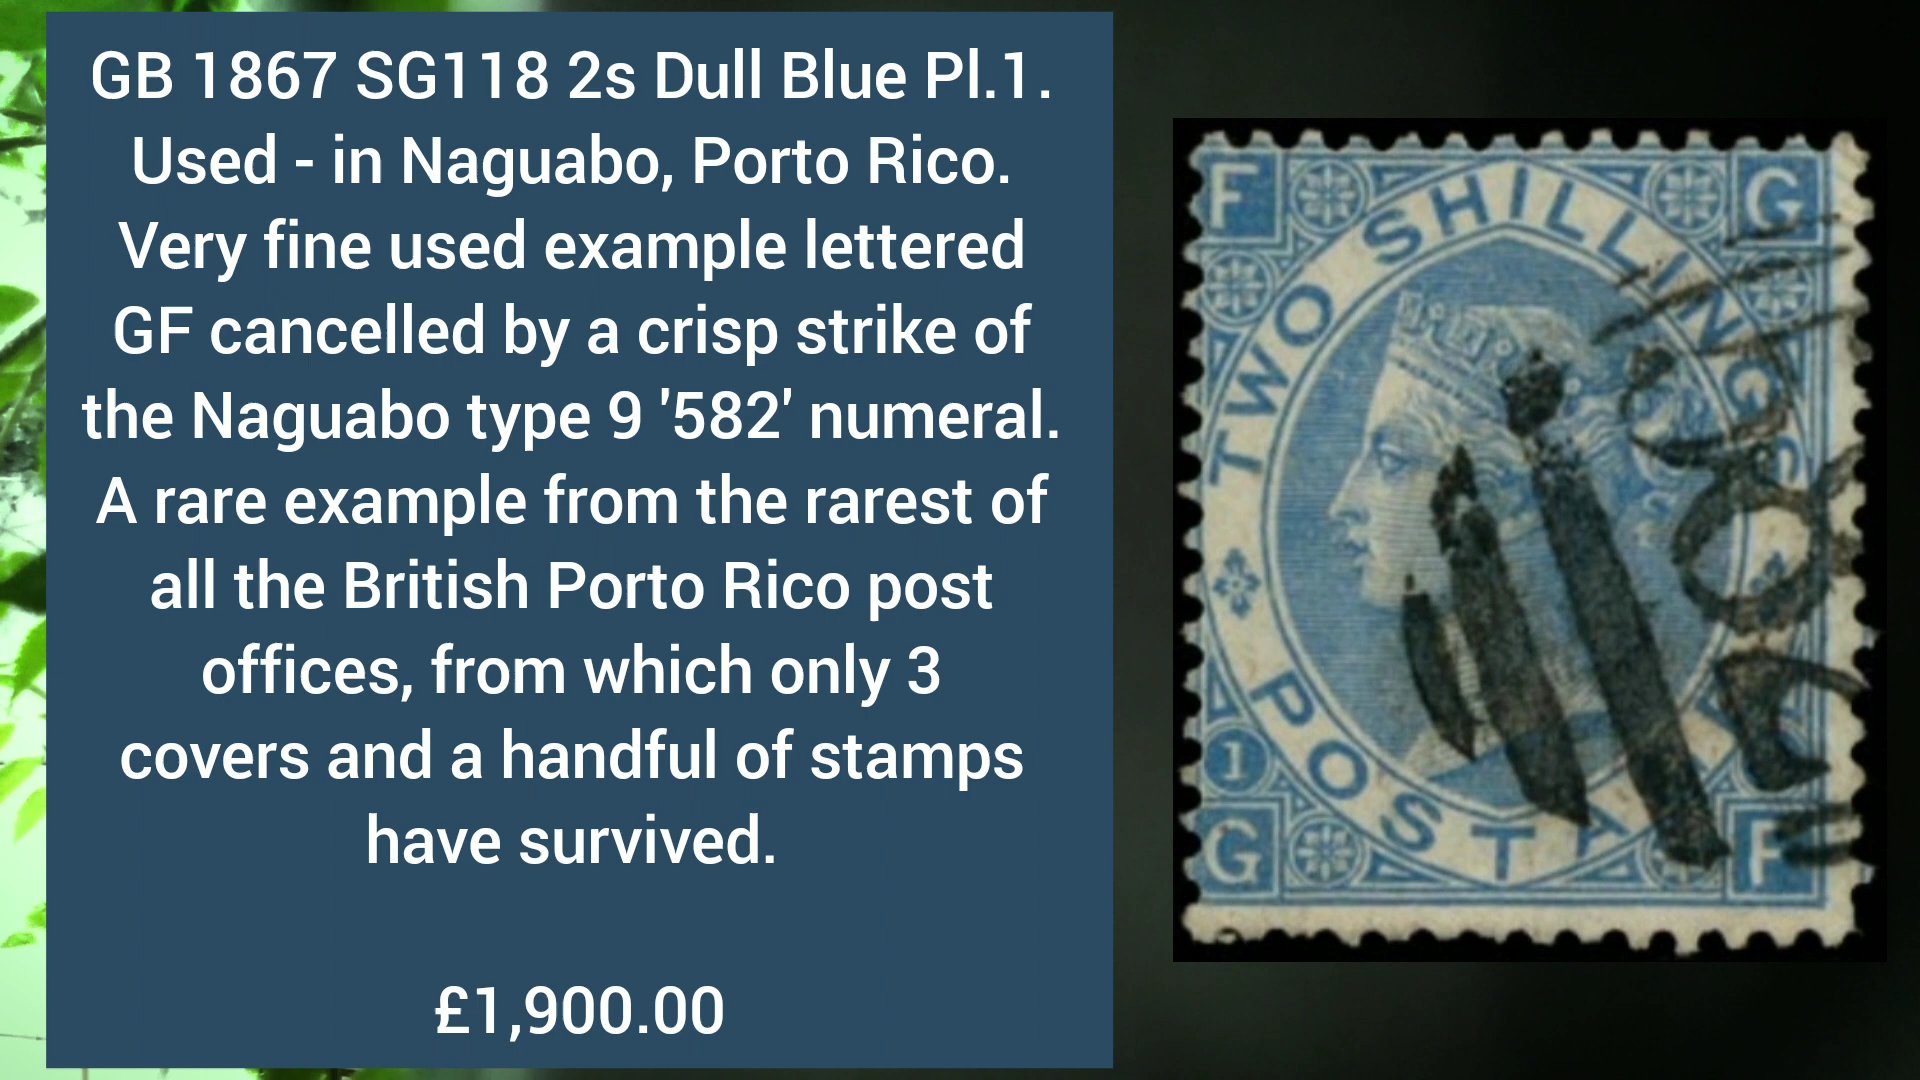 GB 1867 SG118 2s Dull Blue Pl.1.
Used - in Naguabo, Porto Rico.
Very fine used example lettered
GF cancelled by a crisp strike of
the Naguabo type 9 '582' numeral.
A rare example from the rarest of
all the British Porto Rico post
offices, from which only 3
covers and a handful of stamps
have survived.
£1,900.00
F G
TWO SHILLINGS
POSTAGE
1
G F